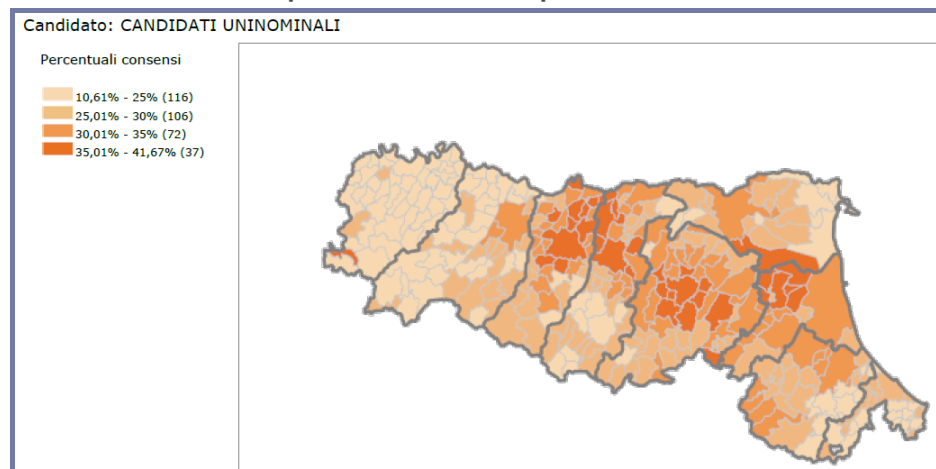 Candidato: CANDIDATI UNINOMINALI
Percentuali consensi
10,61% - 25% (116)
25,01% - 30% (106)
30,01% - 35% (72)
35,01% - 41,67% (37)